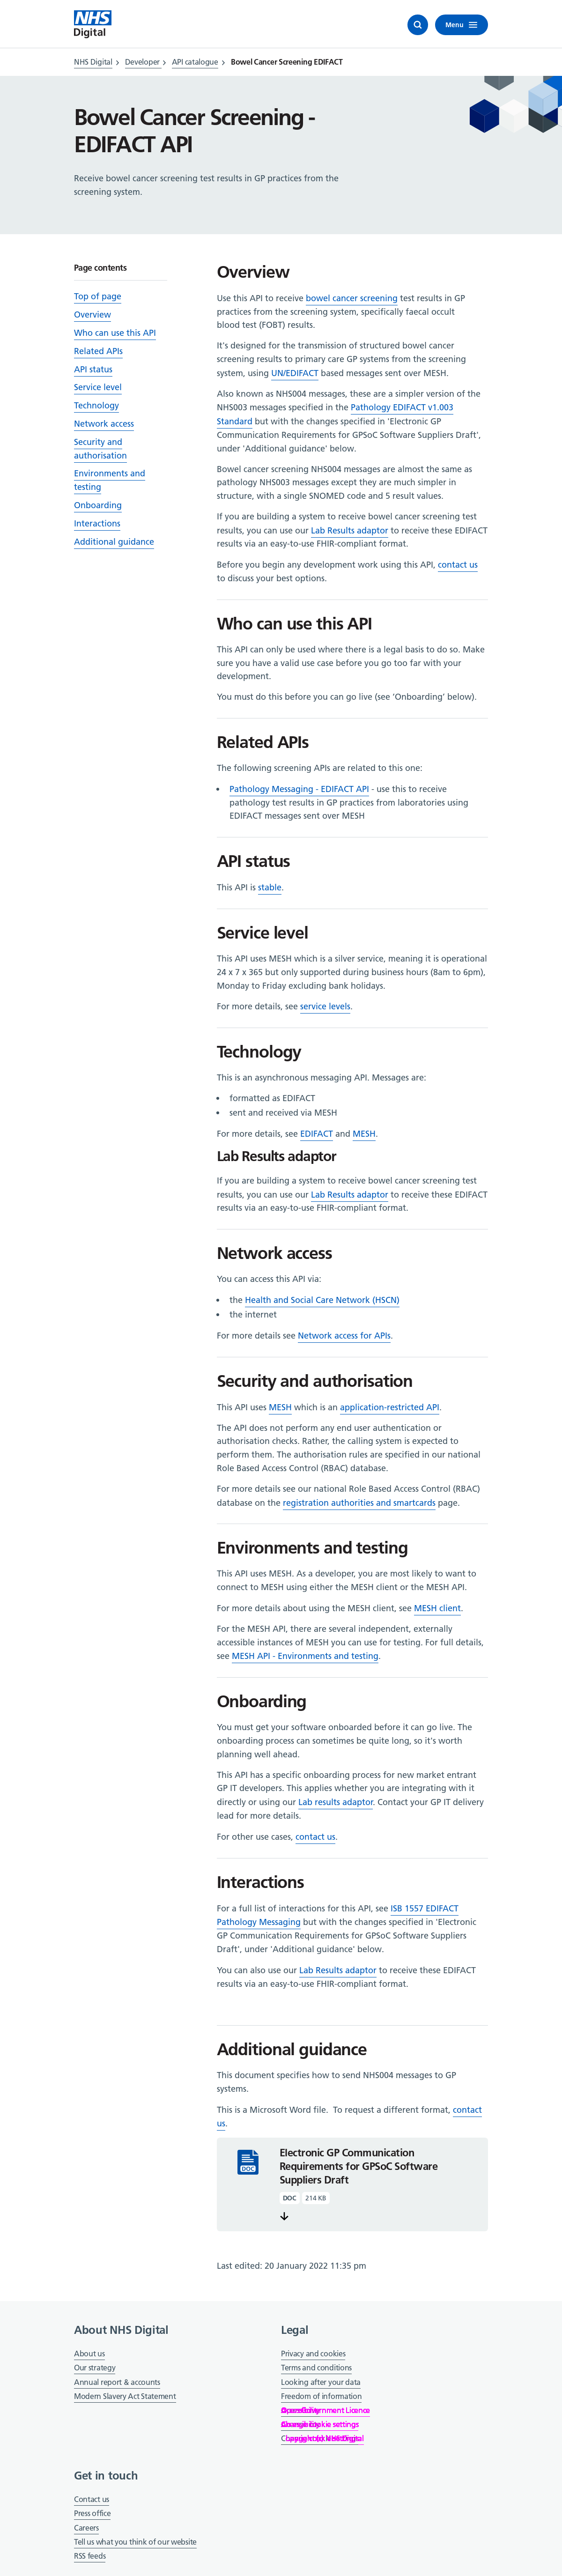 NHS
Digital
Menu
NHS Digital > Developer > API catalogue > Bowel Cancer Screening EDIFACT
Bowel Cancer Screening -
EDIFACT API
Receive bowel cancer screening test results in GP practices from the
screening system.
Page contents
Top of page
Overview
Who can use this API
Related APIs
API status
Service level
Technology
Network access
Security and
authorisation
Environments and
testing
Onboarding
Interactions
Additional guidance
Overview
Use this API to receive bowel cancer screening test results in GP
practices from the screening system, specifically faecal occult
blood test (FOBT) results.
It's designed for the transmission of structured bowel cancer
screening results to primary care GP systems from the screening
system, using UN/EDIFACT based messages sent over MESH.
Also known as NHS004 messages, these are a simpler version of the
NHS003 messages specified in the Pathology EDIFACT v1.003
Standard but with the changes specified in 'Electronic GP
Communication Requirements for GPSoC Software Suppliers Draft',
under 'Additional guidance' below.
Bowel cancer screening NHS004 messages are almost the same as
pathology NHS003 messages except they are much simpler in
structure, with a single SNOMED code and 5 result values.
If you are building a system to receive bowel cancer screening test
results, you can use our Lab Results adaptor to receive these EDIFACT
results via an easy-to-use FHIR-compliant format.
Before you begin any development work using this API, contact us
to discuss your best options.
Who can use this API
This API can only be used where there is a legal basis to do so. Make
sure you have a valid use case before you go too far with your
development.
You must do this before you can go live (see 'Onboarding' below).
Related APIs
The following screening APIs are related to this one:
• Pathology Messaging - EDIFACT API - use this to receive
pathology test results in GP practices from laboratories using
EDIFACT messages sent over MESH
API status
This API is stable.
Service level
This API uses MESH which is a silver service, meaning it is operational
24 x 7 x 365 but only supported during business hours (8am to 6pm),
Monday to Friday excluding bank holidays.
For more details, see service levels.
Technology
This is an asynchronous messaging API. Messages are:
• formatted as EDIFACT
• sent and received via MESH
For more details, see EDIFACT and MESH.
Lab Results adaptor
If you are building a system to receive bowel cancer screening test
results, you can use our Lab Results adaptor to receive these EDIFACT
results via an easy-to-use FHIR-compliant format.
Network access
You can access this API via:
• the Health and Social Care Network (HSCN)
• the internet
For more details see Network access for APIs.
Security and authorisation
This API uses MESH which is an application-restricted API.
The API does not perform any end user authentication or
authorisation checks. Rather, the calling system is expected to
perform them. The authorisation rules are specified in our national
Role Based Access Control (RBAC) database.
For more details see our national Role Based Access Control (RBAC)
database on the registration authorities and smartcards page.
Environments and testing
This API uses MESH. As a developer, you are most likely to want to
connect to MESH using either the MESH client or the MESH API.
For more details about using the MESH client, see MESH client.
For the MESH API, there are several independent, externally
accessible instances of MESH you can use for testing. For full details,
see MESH API - Environments and testing.
Onboarding
You must get your software onboarded before it can go live. The
onboarding process can sometimes be quite long, so it's worth
planning well ahead.
This API has a specific onboarding process for new market entrant
GP IT developers. This applies whether you are integrating with it
directly or using our Lab results adaptor. Contact your GP IT delivery
lead for more details.
For other use cases, contact us.
Interactions
For a full list of interactions for this API, see ISB 1557 EDIFACT
Pathology Messaging but with the changes specified in 'Electronic
GP Communication Requirements for GPSoC Software Suppliers
Draft', under 'Additional guidance' below.
You can also use our Lab Results adaptor to receive these EDIFACT
results via an easy-to-use FHIR-compliant format.
Additional guidance
This document specifies how to send NHS004 messages to GP
systems.
This is a Microsoft Word file. To request a different format, contact
us.
DOC
Electronic GP Communication
Requirements for GPSoC Software
Suppliers Draft
DOC 214 KB
Last edited: 20 January 2022 11:35 pm
About NHS Digital
About us
Our strategy
Annual report & accounts
Modern Slavery Act Statement
Legal
Privacy and cookies
Terms and conditions
Looking after your data
Freedom of information
Get in touch
Contact us
Press office
Careers
Tell us what you think of our website
RSS feeds